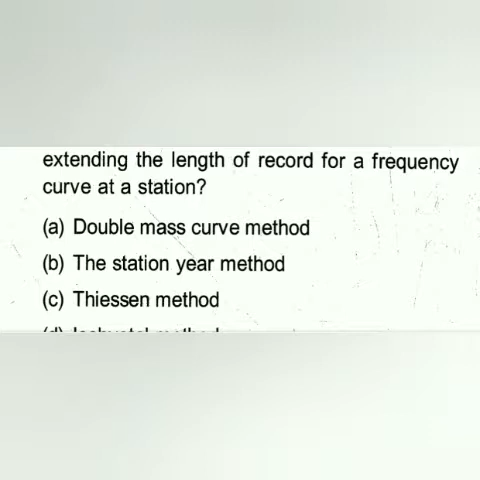 extending the length of record for a frequency
curve at a station?
(a) Double mass curve method
(b) The station year method
(c) Thiessen method